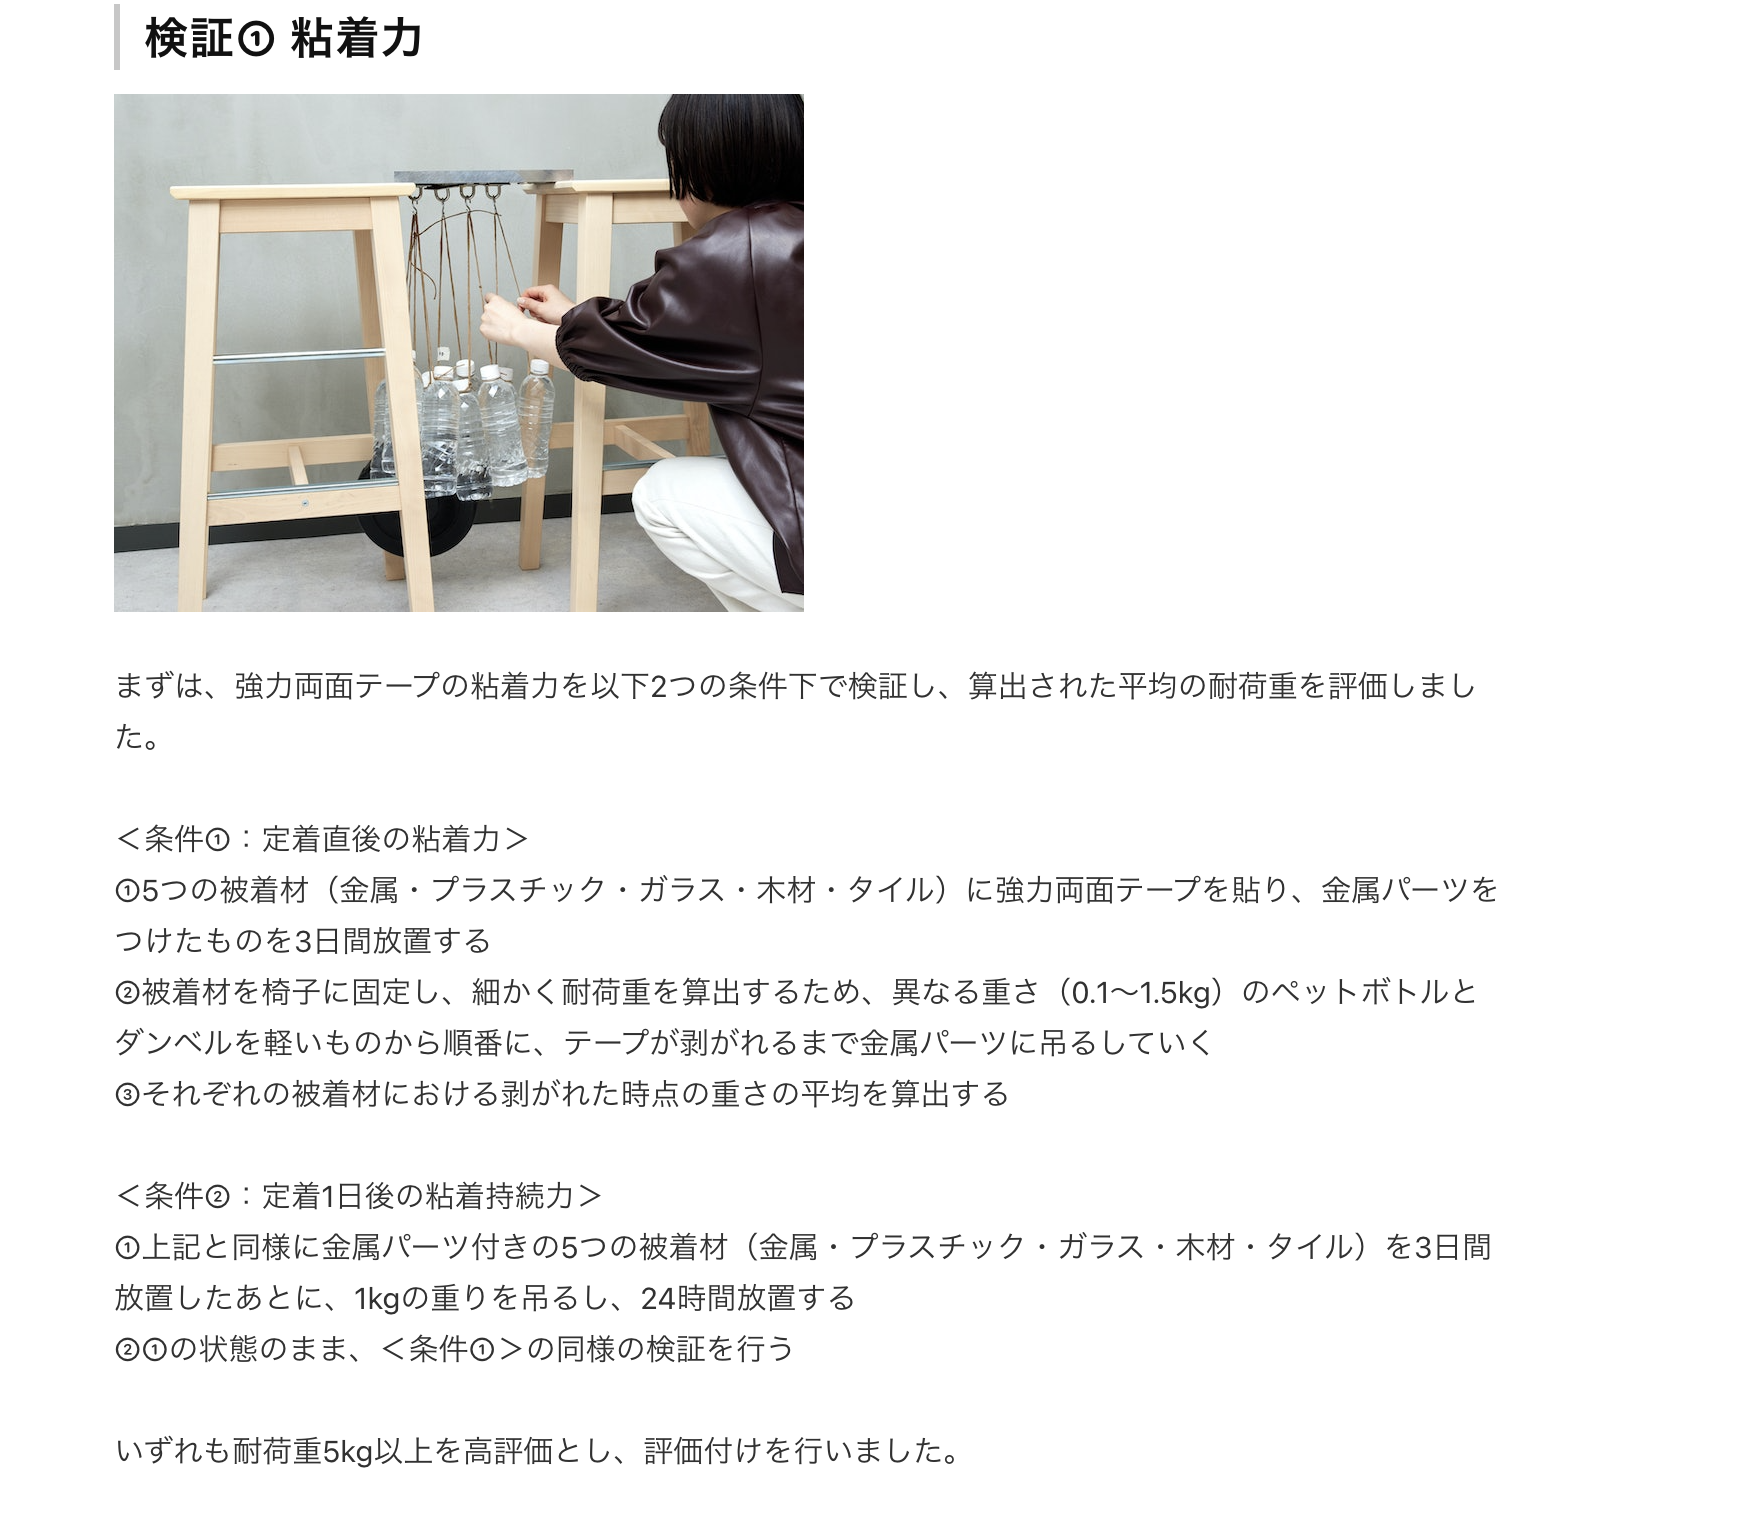 検証① 粘着力
まずは、強力両面テープの粘着力を以下2つの条件下で検証し、算出された平均の耐荷重を評価しまし
た。
＜条件①：定着直後の粘着力＞
①5つの被着材（金属・プラスチック・ガラス・木材・タイル）に強力両面テープを貼り、金属パーツを
つけたものを3日間放置する
②被着材を椅子に固定し、細かく耐荷重を算出するため、異なる重さ（0.1〜1.5kg）のペットボトルと
ダンベルを軽いものから順番に、テープが剥がれるまで金属パーツに吊るしていく
③それぞれの被着材における剥がれた時点の重さの平均を算出する
＜条件②：定着1日後の粘着持続力＞
①上記と同様に金属パーツ付きの5つの被着材（金属・プラスチック・ガラス・木材・タイル）を3日間
放置したあとに、1kgの重りを吊るし、24時間放置する
②①の状態のまま、＜条件①＞の同様の検証を行う
いずれも耐荷重5kg以上を高評価とし、評価付けを行いました。